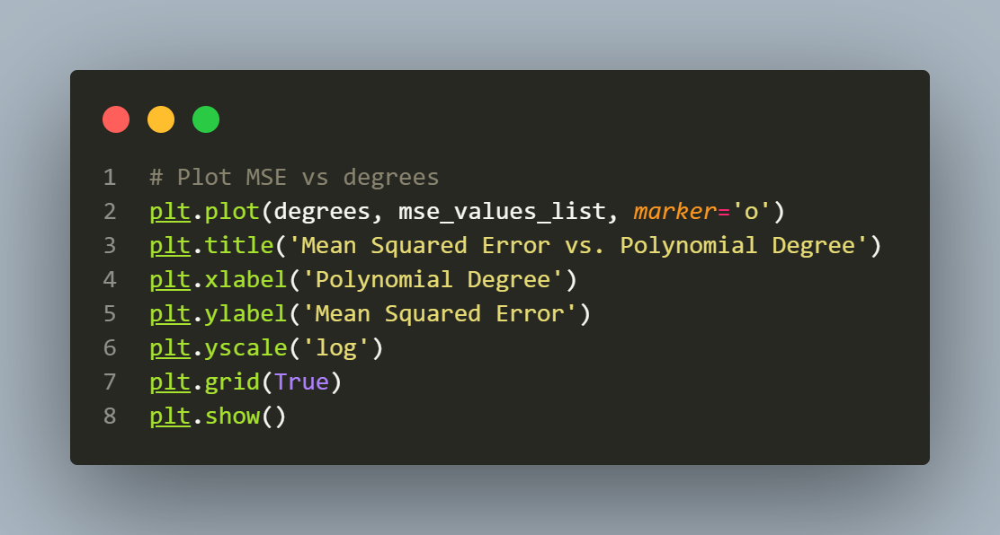 1 # Plot MSE vs degrees
2 plt.plot(degrees, mse_values_list, marker='o')
3 plt.title('Mean Squared Error vs. Polynomial Degree')
4 plt.xlabel('Polynomial Degree')
5 plt.ylabel('Mean Squared Error')
6 plt.yscale('log')
7 plt.grid(True)
8 plt.show()